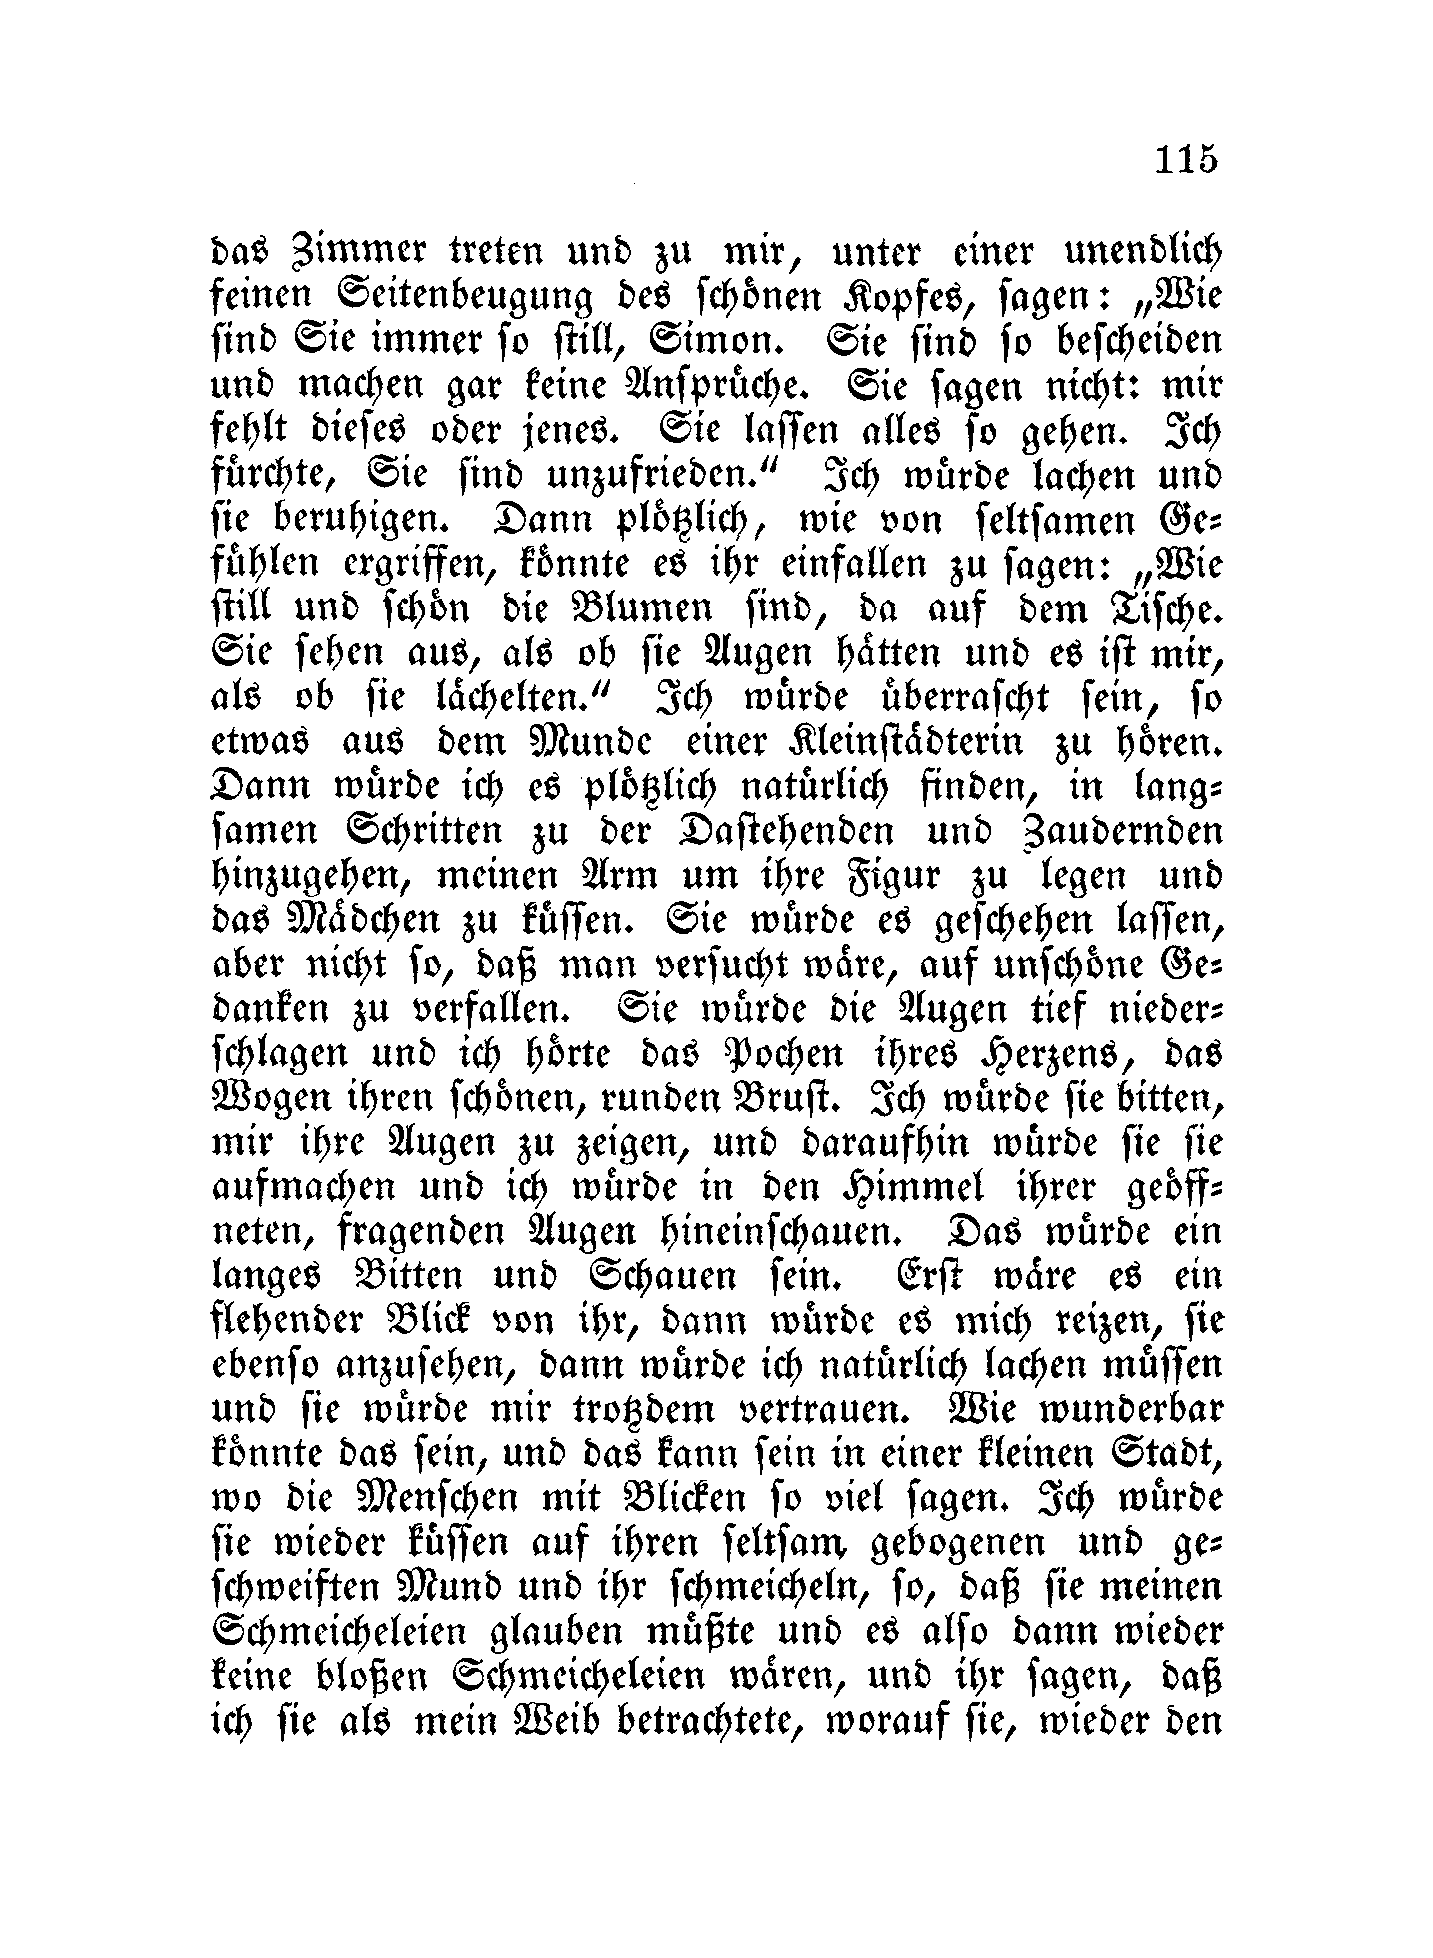 115
das Zimmer treten und zu mir, unter einer unendlich
feinen Seitenbeugung des schönen Kopfes, sagen: „Wie
sind Sie immer so still, Simon. Sie sind so bescheiden
und machen gar keine Ansprüche. Sie sagen nicht: mir
fehlt dieses oder jenes. Sie lassen alles so gehen. Ich
fürchte, Sie sind unzufrieden.“ Ich würde lachen und
sie beruhigen. Dann plötzlich, wie von seltsamen Ge-
fühlen ergriffen, könnte es ihr einfallen zu sagen: „Wie
still und schön die Blumen sind, da auf dem Tische.
Sie sehen aus, als ob sie Augen hätten und es ist mir,
als ob sie lächelten.“ Ich würde überrascht sein, so
etwas aus dem Munde einer Kleinstädterin zu hören.
Dann würde ich es plötzlich natürlich finden, in lang-
samen Schritten zu der Dastehenden und Zaudernden
hinzugehen, meinen Arm um ihre Figur zu legen und
das Mädchen zu küssen. Sie würde es geschehen lassen,
aber nicht so, daß man versucht wäre, auf unschöne Ge-
danken zu verfallen. Sie würde die Augen tief nieder-
schlagen und ich hörte das Pochen ihres Herzens, das
Wogen ihren schönen, runden Brust. Ich würde sie bitten,
mir ihre Augen zu zeigen, und daraufhin würde sie sie
aufmachen und ich würde in den Himmel ihrer geöff-
neten, fragenden Augen hineinschauen. Das würde ein
langes Bitten und Schauen sein. Erst wäre es ein
flehender Blick von ihr, dann würde es mich reizen, sie
ebenso anzusehen, dann würde ich natürlich lachen müssen
und sie würde mir trotzdem vertrauen. Wie wunderbar
könnte das sein, und das kann sein in einer kleinen Stadt,
wo die Menschen mit Blicken so viel sagen. Ich würde
sie wieder küssen auf ihren seltsam gebogenen und ge-
schweiften Mund und ihr schmeicheln, so, daß sie meinen
Schmeicheleien glauben müßte und es also dann wieder
keine bloßen Schmeicheleien wären, und ihr sagen, daß
ich sie als mein Weib betrachtete, worauf sie, wieder den